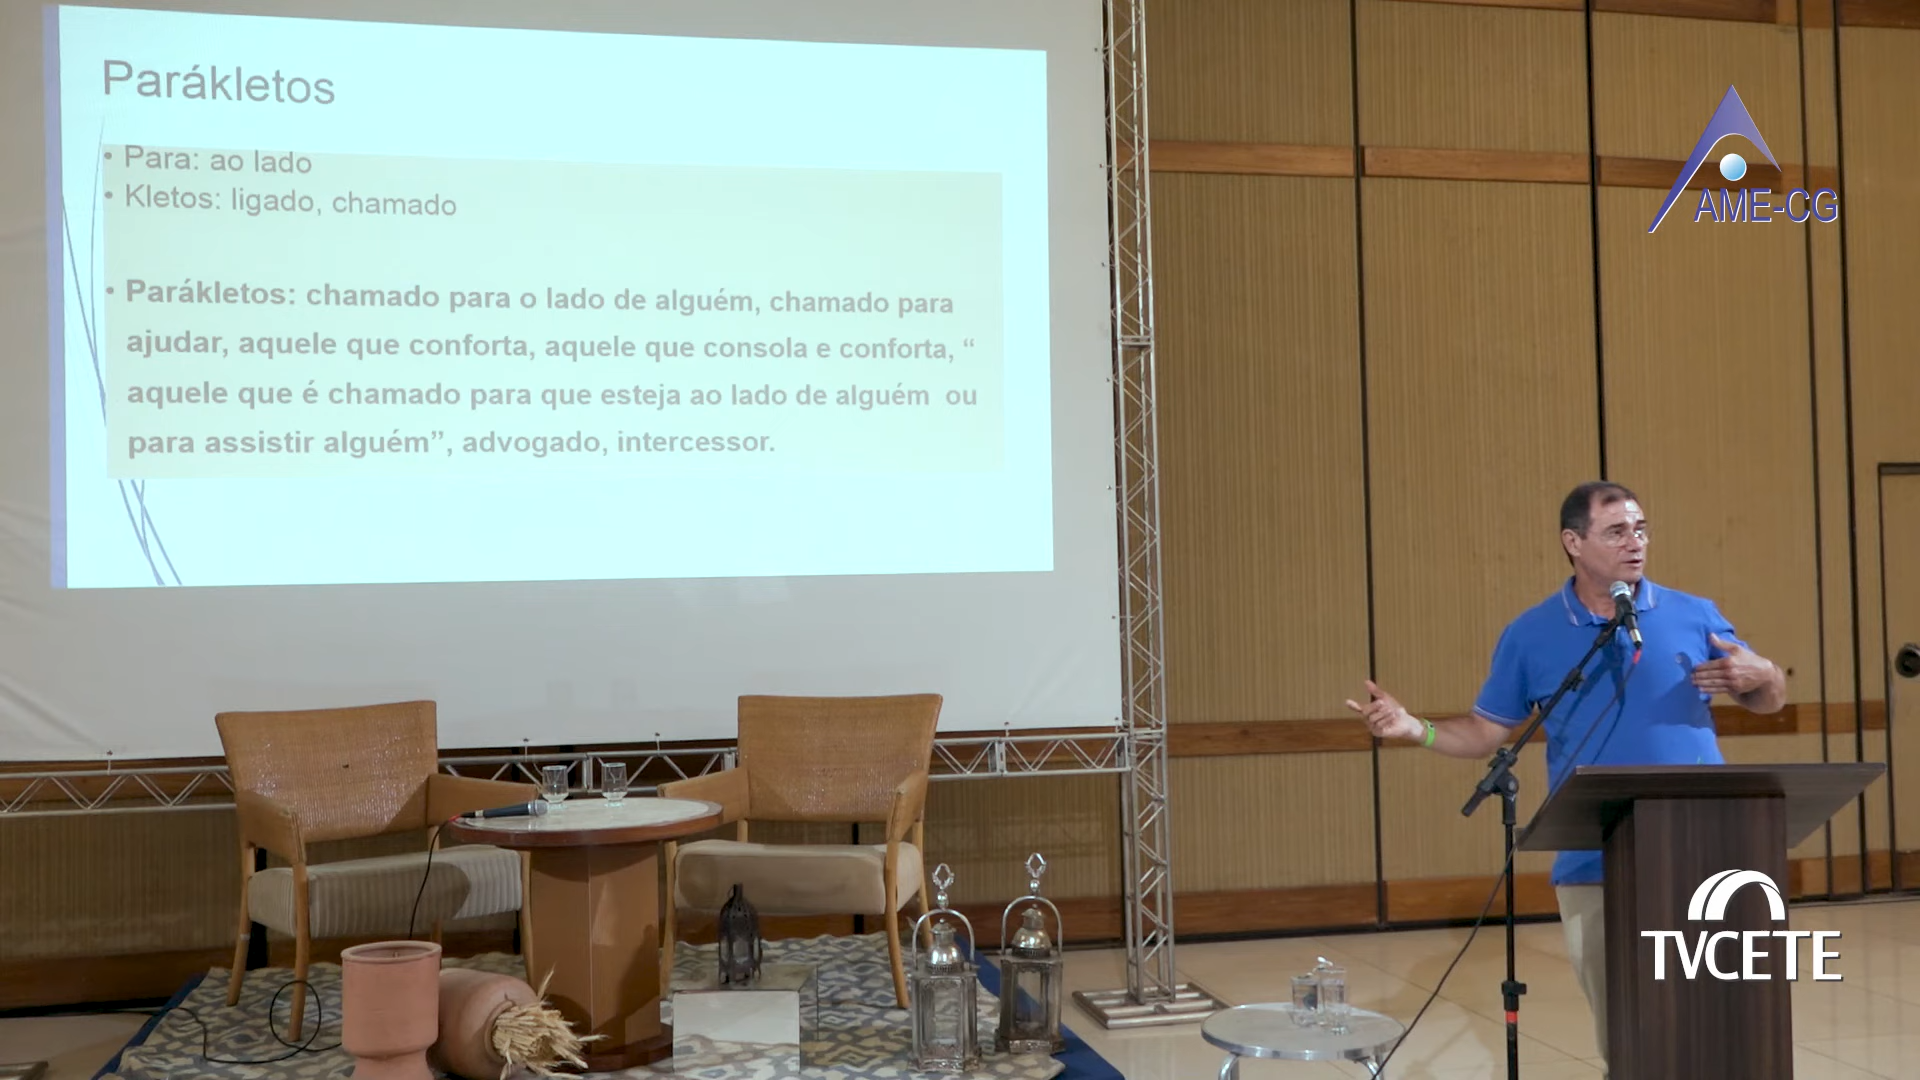 Parákletos
• Para: ao lado
• Kletos: ligado, chamado
• Parákletos: chamado para o lado de alguém, chamado para
ajudar, aquele que conforta, aquele que consola e conforta, “
aquele que é chamado para que esteja ao lado de alguém ou
para assistir alguém”, advogado, intercessor.
AME-CG
TVCETE